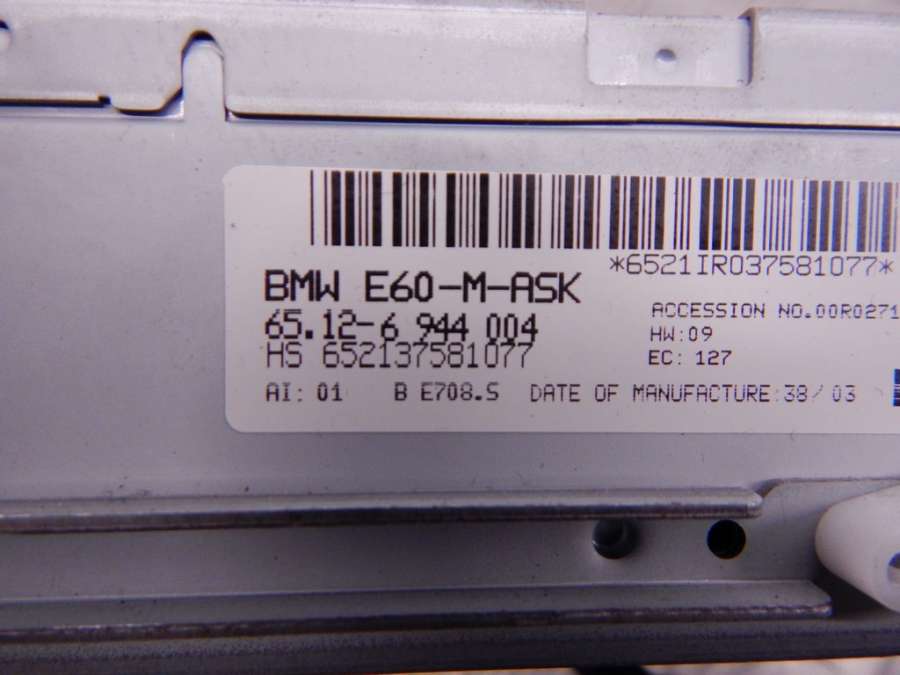 *6521IR037581077*
BMW E60-M-ASK
65.12-6 944 004
HS 652137581077
ACCESSION NO.00R0271
HW:09
EC: 127
AI: 01 B E708.S DATE OF MANUFACTURE:38/03